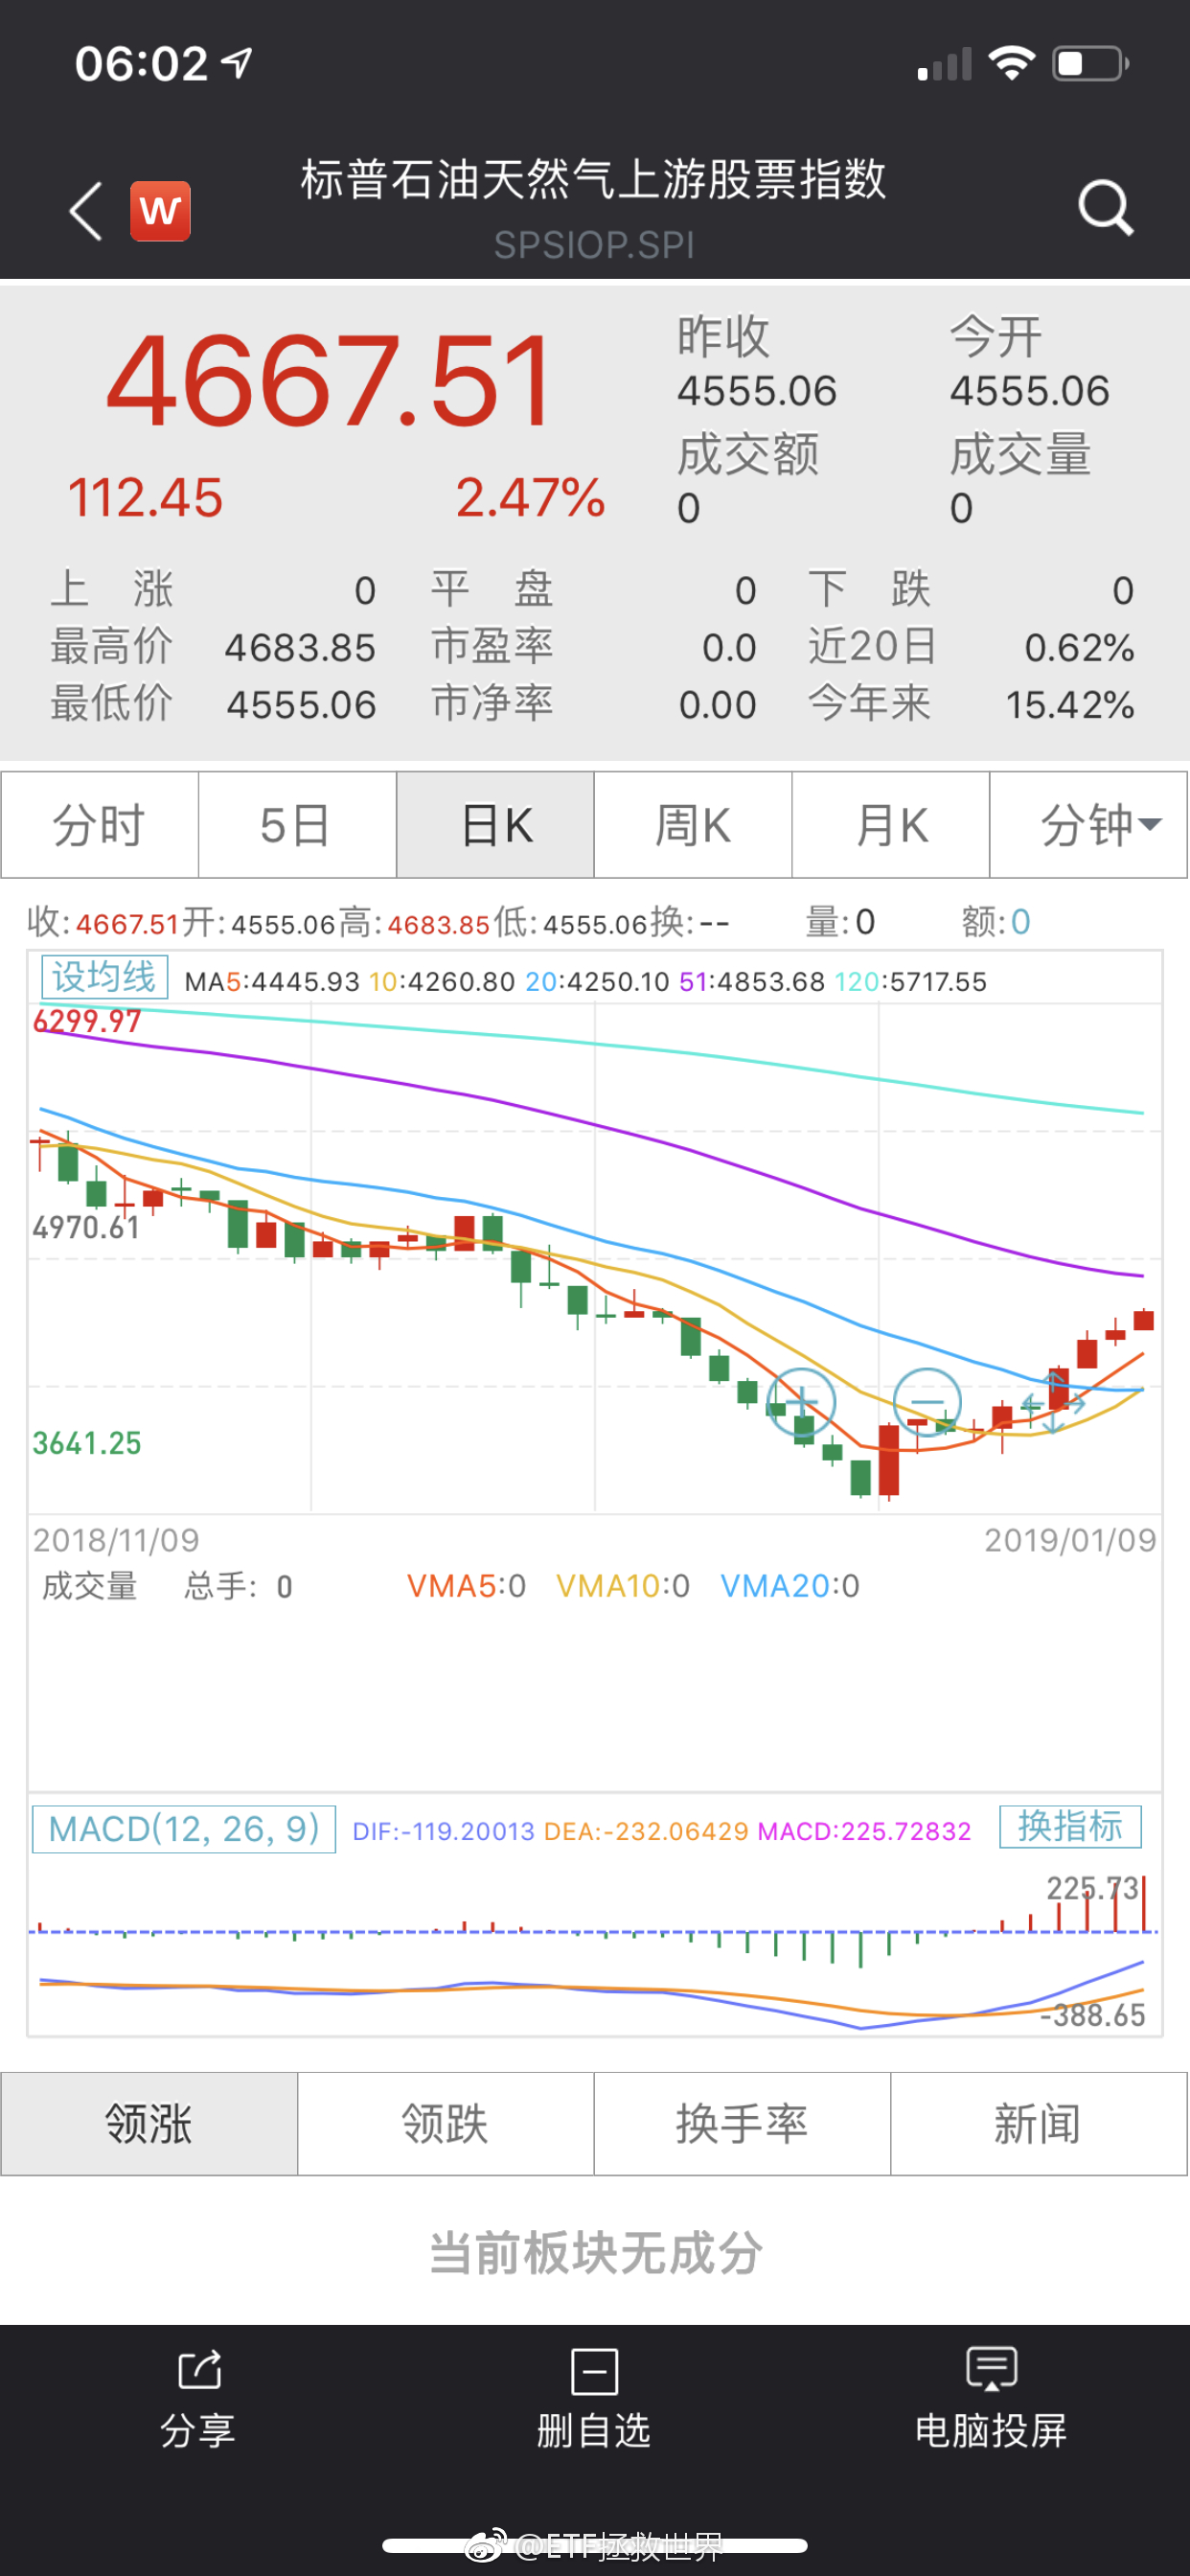 06:02
W
标普石油天然气上游股票指数
SPSIOP.SPI
4667.51
112.45 2.47%
昨收 今开
4555.06 4555.06
成交额 成交量
0 0
上 涨 0 平 盘 0 下 跌 0
最高价 4683.85 市盈率 0.0 近20日 0.62%
最低价 4555.06 市净率 0.00 今年来 15.42%
分时 5日 日K 周K 月K 分钟
收:4667.51开:4555.06高:4683.85低:4555.06换:-- 量:0 额:0
设均线 MA5:4445.93 10:4260.80 20:4250.10 51:4853.68 120:5717.55
6299.97
4970.61
3641.25
2018/11/09 2019/01/09
成交量 总手: 0 VMA5:0 VMA10:0 VMA20:0
MACD(12, 26, 9) DIF:-119.20013 DEA:-232.06429 MACD:225.72832 换指标
225.73
-388.65
领涨 领跌 换手率 新闻
当前板块无成分
分享 删自选 电脑投屏
@ETF拯救世界